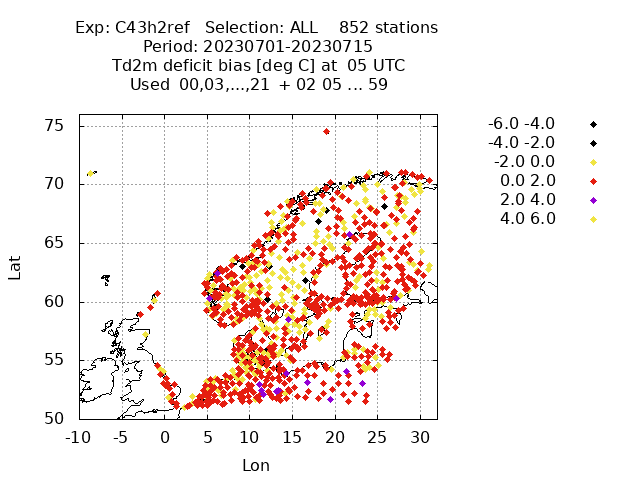 Exp: C43h2ref   Selection: ALL    852 stations
Period: 20230701-20230715
Td2m deficit bias [deg C] at  05 UTC
Used  00,03,...,21  + 02 05 ... 59
-6.0 -4.0
-4.0 -2.0
-2.0 0.0
0.0 2.0
2.0 4.0
4.0 6.0
75
70
65
60
55
50
Lat
-10 -5 0 5 10 15 20 25 30
Lon